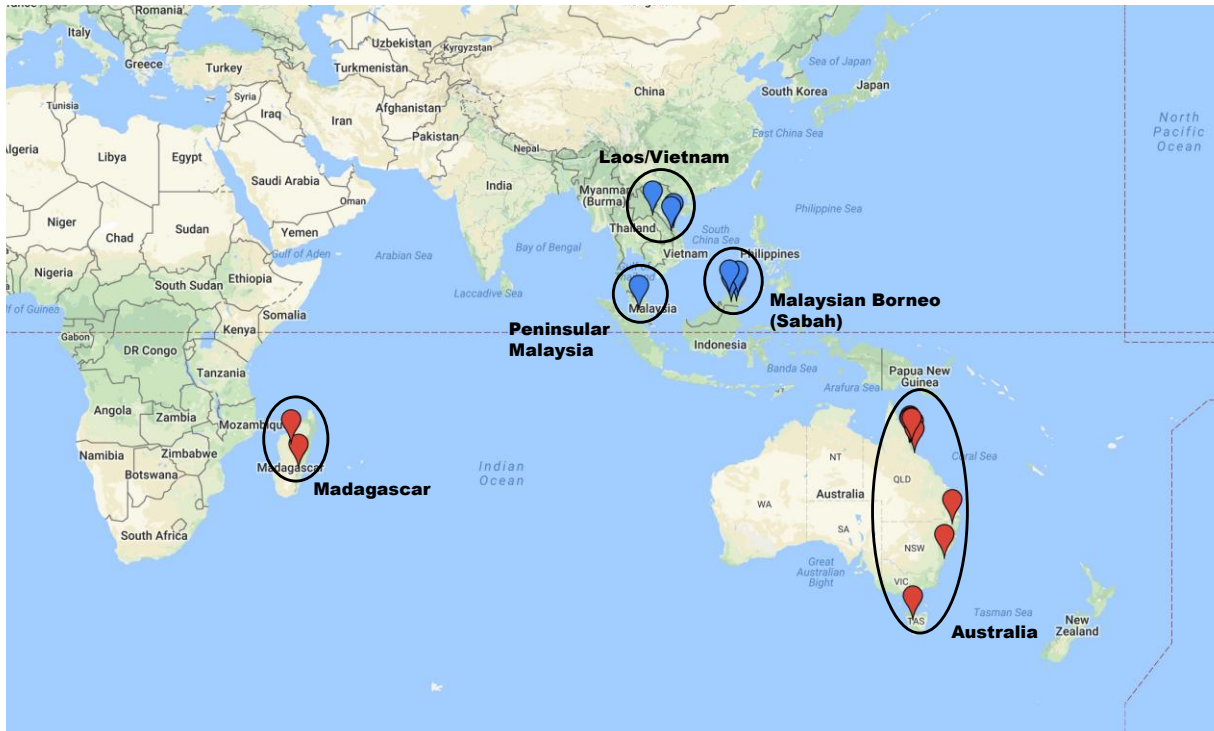 Romania
Italy
Uzbekistan
Kyrgyzstan
Greece
Turkey
Turkmenistan
Sea of Japan
Japan
China
South Korea
Tunisia
Syria
Iraq
Iran
Afghanistan
Pakistan
East China Sea
North
Pacific
Ocean
Algeria
Libya
Egypt
Nepal
Laos/Vietnam
Saudi Arabia
India
Myanmar
(Burma)
Oman
Niger
Chad
Sudan
Yemen
Thailand
Philippine Sea
South
China Sea
Gulf of Aden
Arabian Sea
Bay of Bengal
Vietnam
Philippines
Nigeria
South Sudan
Ethiopia
Gulf of
Thailand
Laccadive Sea
Malaysia
Malaysian Borneo
(Sabah)
f of Guinea
Somalia
Gabon
Kenya
Peninsular
Malaysia
Indonesia
DR Congo
Tanzania
Banda Sea
Papua New
Guinea
Arafura Sea
Angola
Zambia
Mozambique
Namibia
Zimbabwe
Botswana
Madagascar
Madagascar
Indian
Ocean
NT
Coral Sea
QLD
WA
Australia
SA
South Africa
NSW
Great
Australian
Bight
VIC
TAS
Tasman Sea
New
Zealand
Australia